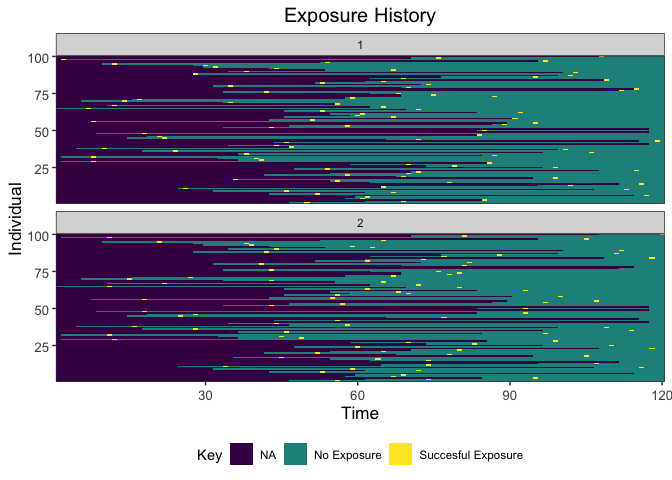 Exposure History
1
100
75
50
25
2
100
75
50
25
Individual
30
60
90
120
Time
Key
NA
No Exposure
Succesful Exposure